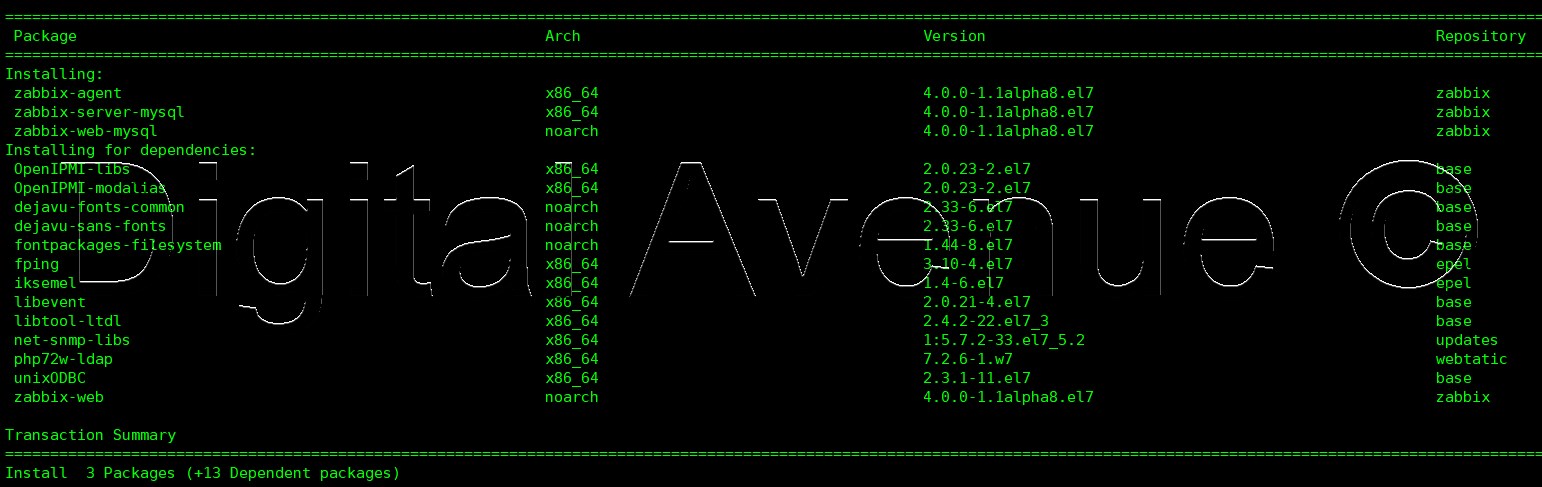 Package Arch Version Repository
Installing:
zabbix-agent x86_64 4.0.0-1.1alpha8.el7 zabbix
zabbix-server-mysql x86_64 4.0.0-1.1alpha8.el7 zabbix
zabbix-web-mysql noarch 4.0.0-1.1alpha8.el7 zabbix
Installing for dependencies:
OpenIPMI-libs x86_64 2.0.23-2.el7 base
OpenIPMI-modalias x86_64 2.0.23-2.el7 base
dejavu-fonts-common noarch 2.33-6.el7 base
dejavu-sans-fonts noarch 2.33-6.el7 base
fontpackages-filesystem noarch 1.44-8.el7 base
fping x86_64 3.10-4.el7 epel
iksemel x86_64 1.4-6.el7 epel
libevent x86_64 2.0.21-4.el7 base
libtool-ltdl x86_64 2.4.2-22.el7_3 base
net-snmp-libs x86_64 1:5.7.2-33.el7_5.2 updates
php72w-ldap x86_64 7.2.6-1.w7 webtatic
unixODBC x86_64 2.3.1-11.el7 base
zabbix-web noarch 4.0.0-1.1alpha8.el7 zabbix
Digital Avenue ©
Transaction Summary
Install 3 Packages (+13 Dependent packages)